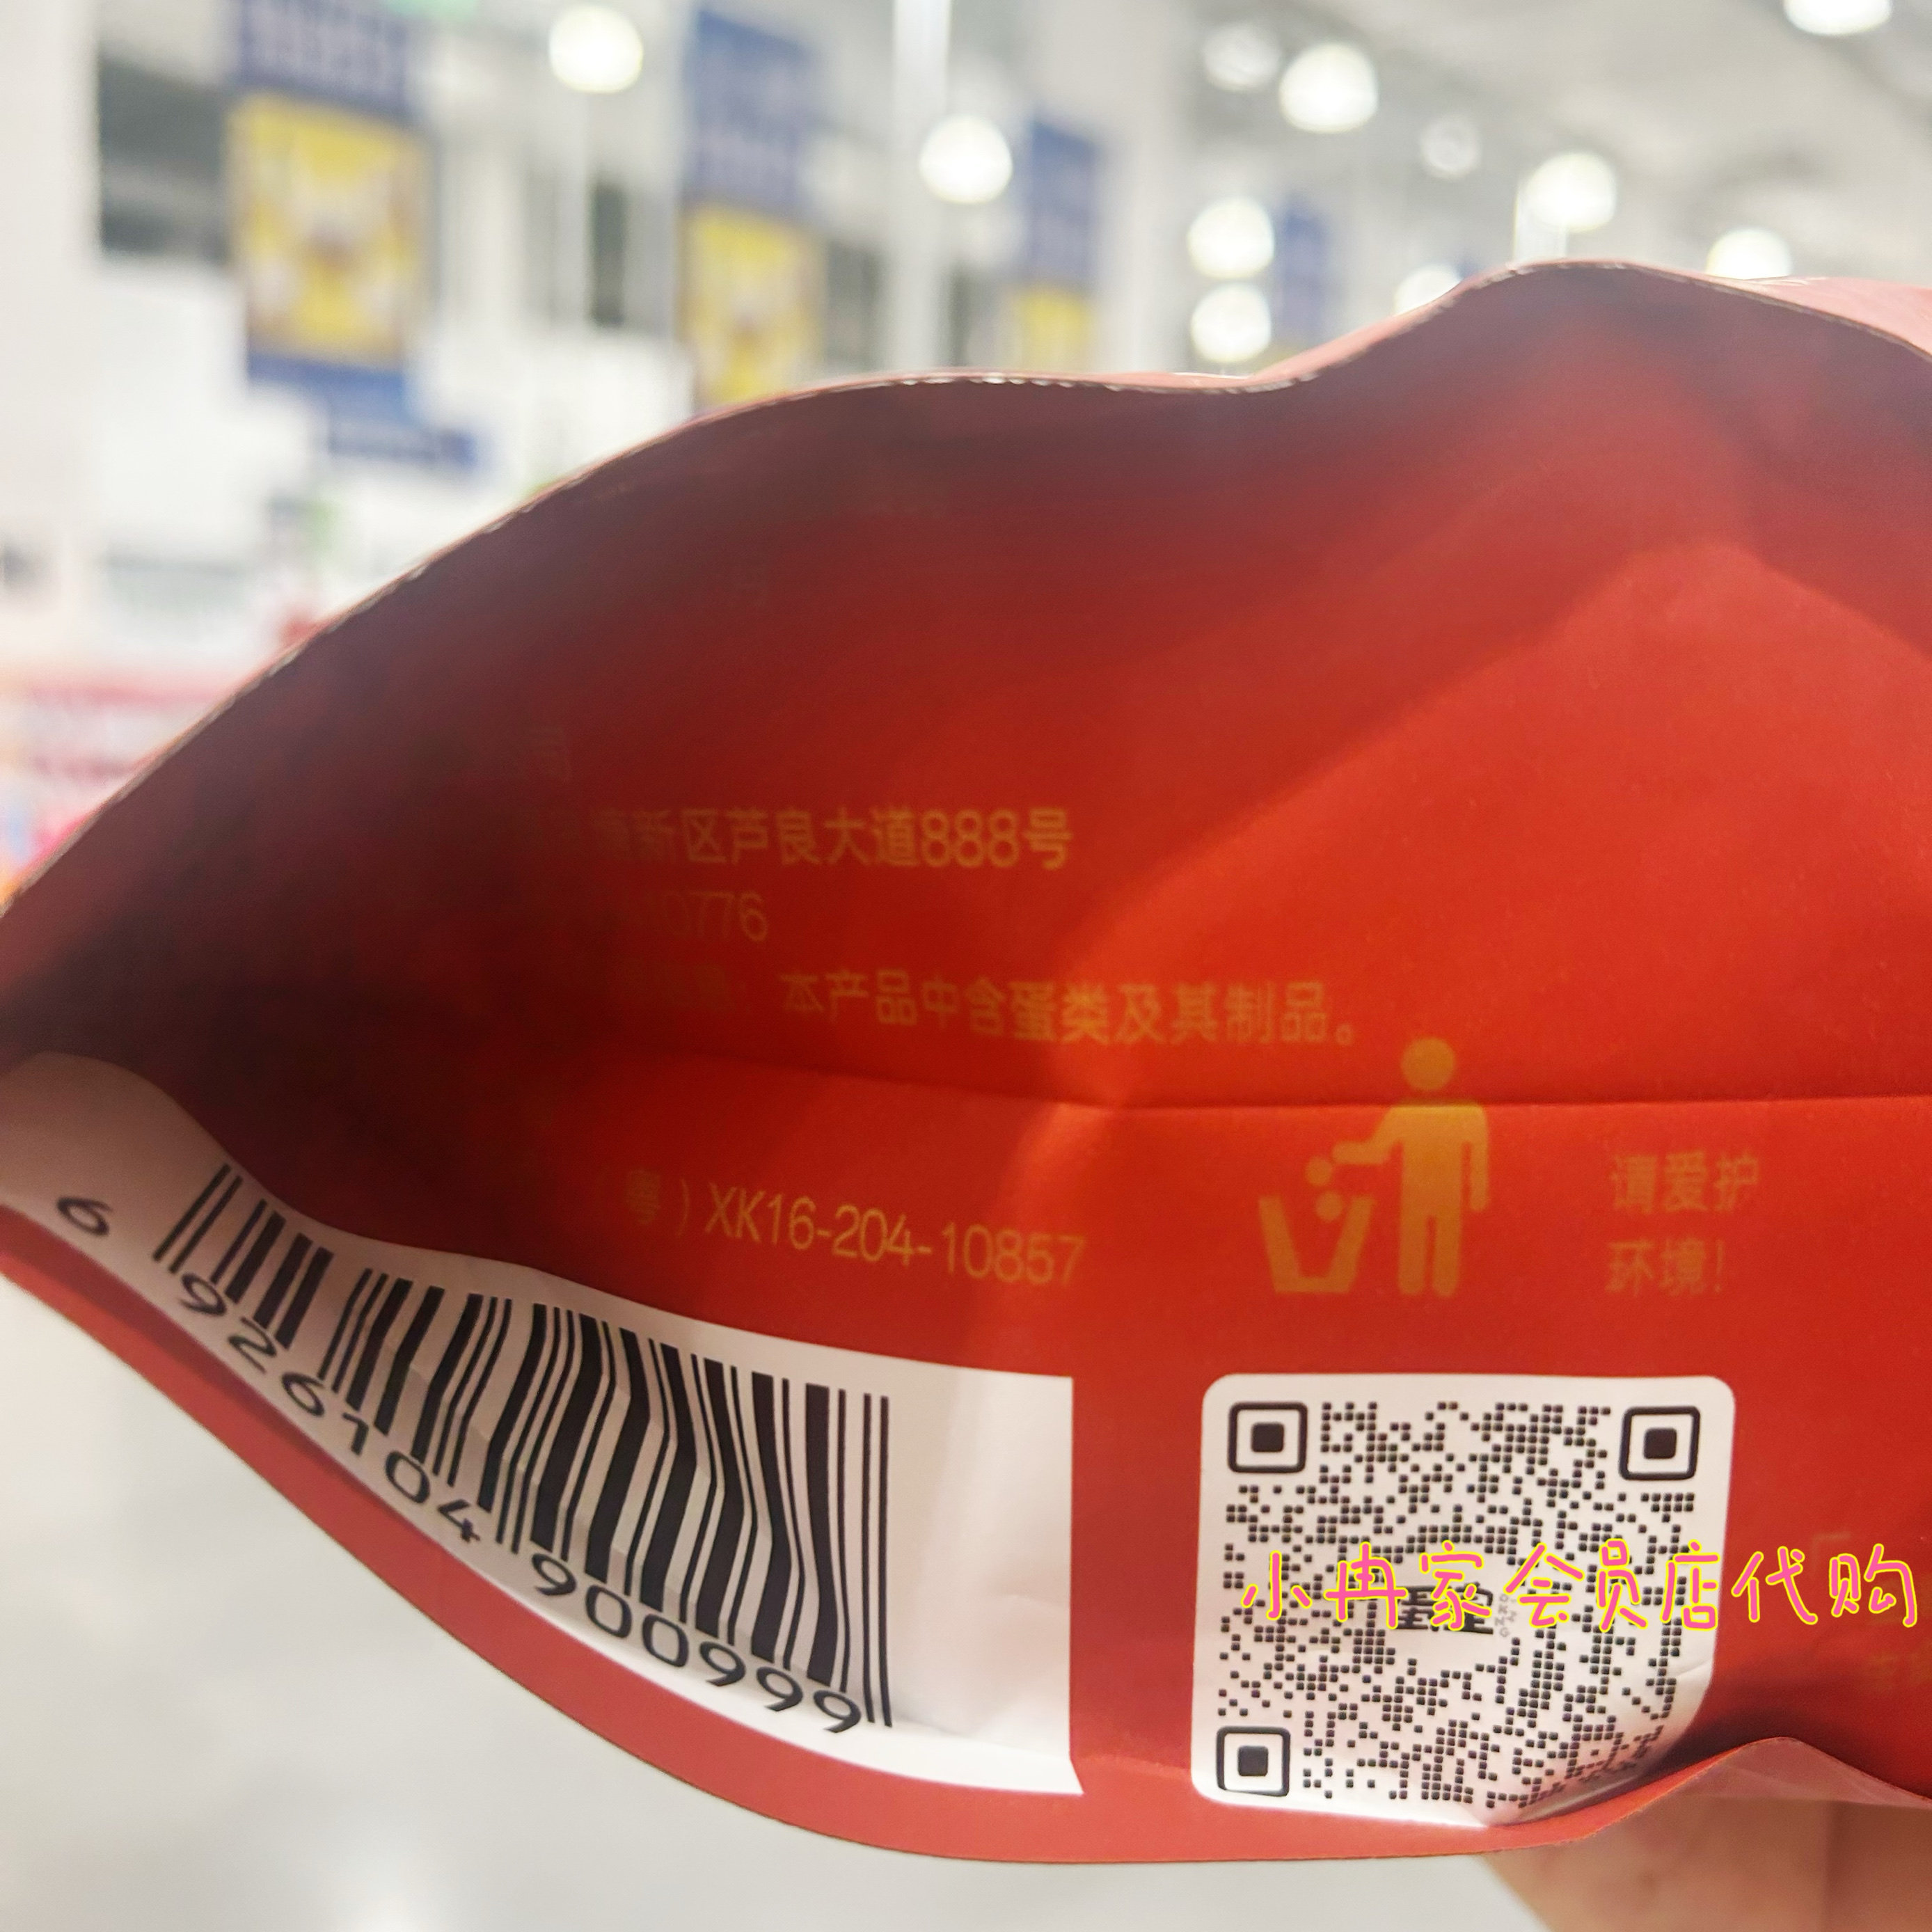 新区芦良大道888号
0776
本产品中含蛋类及其制品。
粤）XK16-204-10857
请爱护
环境！
6 926104 900999
小冉家会员店代购